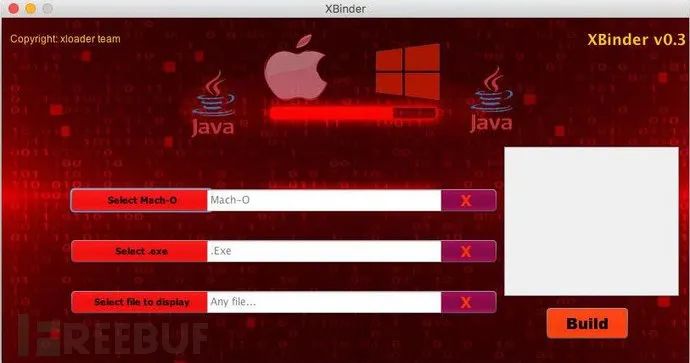 XBinder
Copyright: xloader team
XBinder v0.3
Java
Java
Select Mach-O
Mach-O
X
Select .exe
.Exe
X
Select file to display
Any file...
X
Build
REEBUF